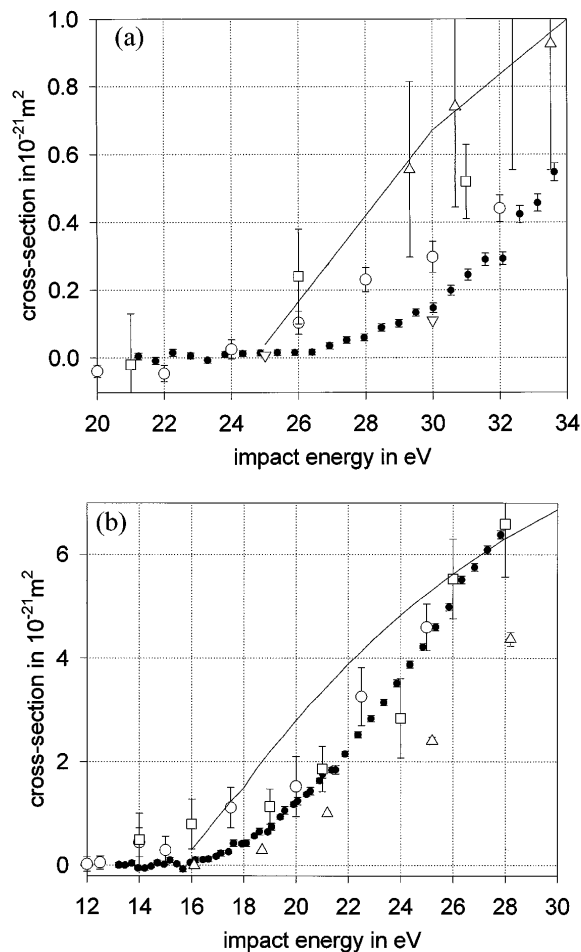 (a)
1.0
0.8
0.6
0.4
0.2
0.0
cross-section in10⁻²¹m²
20 22 24 26 28 30 32 34
impact energy in eV
(b)
6
4
2
0
cross-section in 10⁻²¹m²
12 14 16 18 20 22 24 26 28 30
impact energy in eV